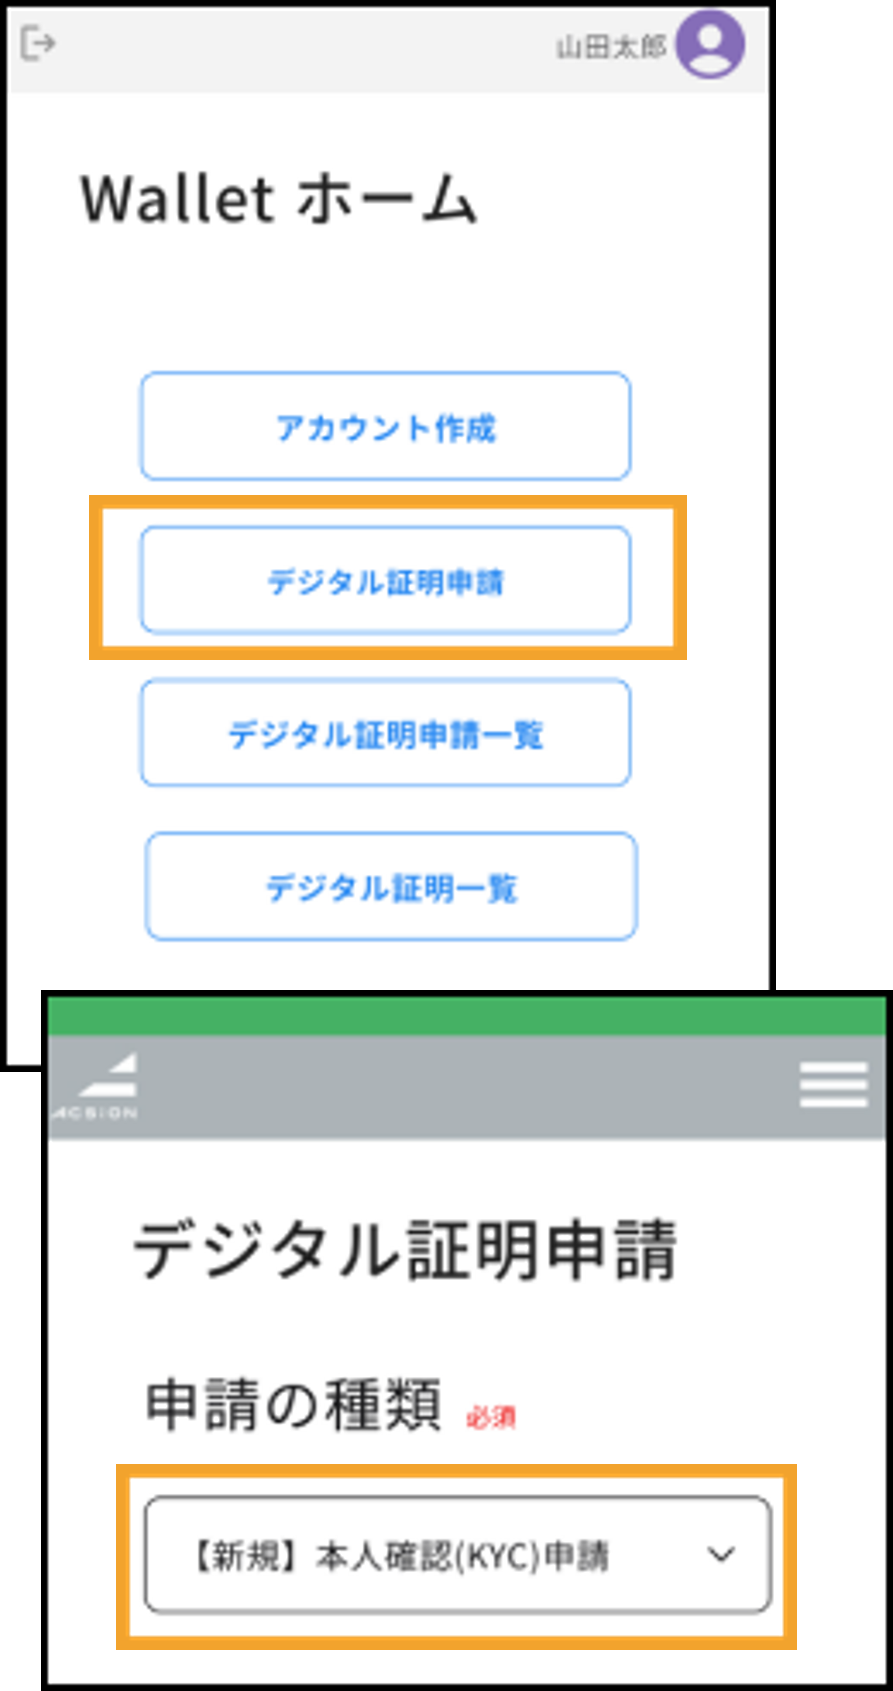 山田太郎
Wallet ホーム
アカウント作成
デジタル証明申請
デジタル証明申請一覧
デジタル証明一覧
ACSiON
デジタル証明申請
申請の種類 必須
【新規】本人確認(KYC)申請